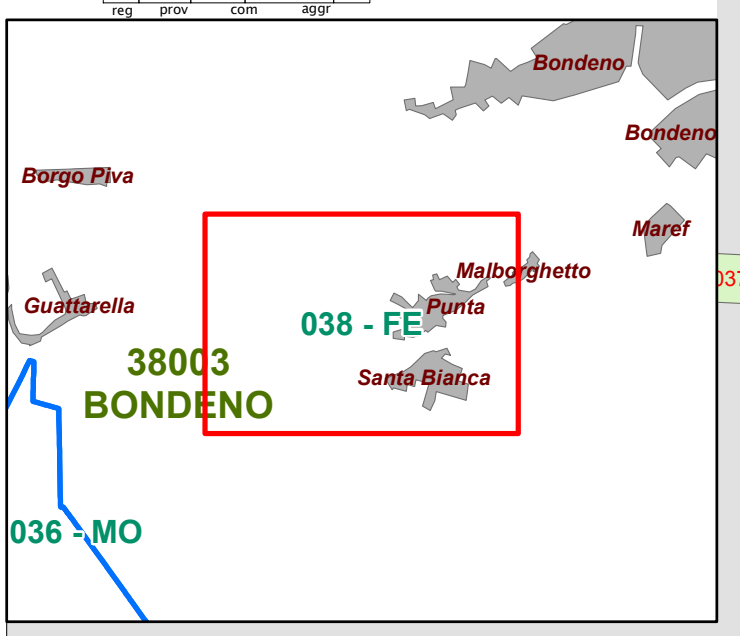 reg prov com aggr
Bondeno
Bondeno
Borgo Piva
Maref
Malborghetto
037
Guattarella
Punta
038 - FE
38003
BONDENO
Santa Bianca
036 - MO